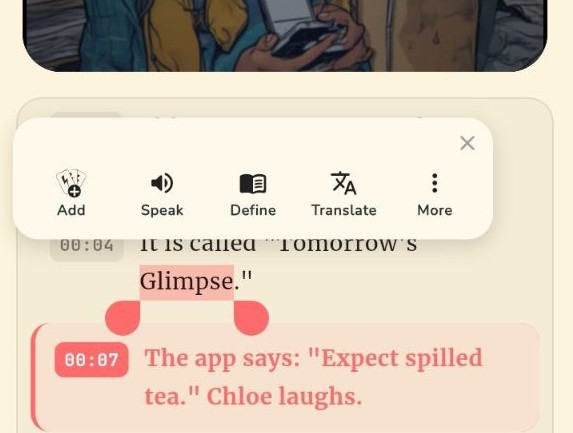 Add Speak Define Translate More
00:04 It is called "Tomorrow's
Glimpse."
00:07 The app says: "Expect spilled
tea." Chloe laughs.